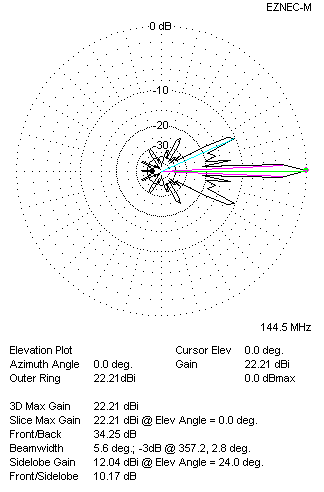 EZNEC-M
0 dB
10
20
30
144.5 MHz
Elevation Plot Cursor Elev 0.0 deg.
Azimuth Angle 0.0 deg. Gain 22.21 dBi
Outer Ring 22.21dBi 0.0 dBmax
3D Max Gain 22.21 dBi
Slice Max Gain 22.21 dBi @ Elev Angle = 0.0 deg.
Front/Back 34.25 dB
Beamwidth 5.6 deg.; -3dB @ 357.2, 2.8 deg.
Sidelobe Gain 12.04 dBi @ Elev Angle = 24.0 deg.
Front/Sidelobe 10.17 dB